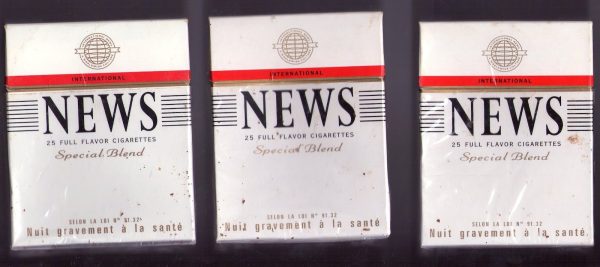 INTERNATIONAL
NEWS
25 FULL FLAVOR CIGARETTES
Special Blend
SELON LA LOI N° 91.32
Nuit gravement à la santé
INTERNATIONAL
NEWS
25 FULL FLAVOR CIGARETTES
Special Blend
SELON LA LOI N° 91.32
Nuit gravement à la santé
INTERNATIONAL
NEWS
25 FULL FLAVOR CIGARETTES
Special Blend
SELON LA LOI N° 91.32
Nuit gravement à la santé